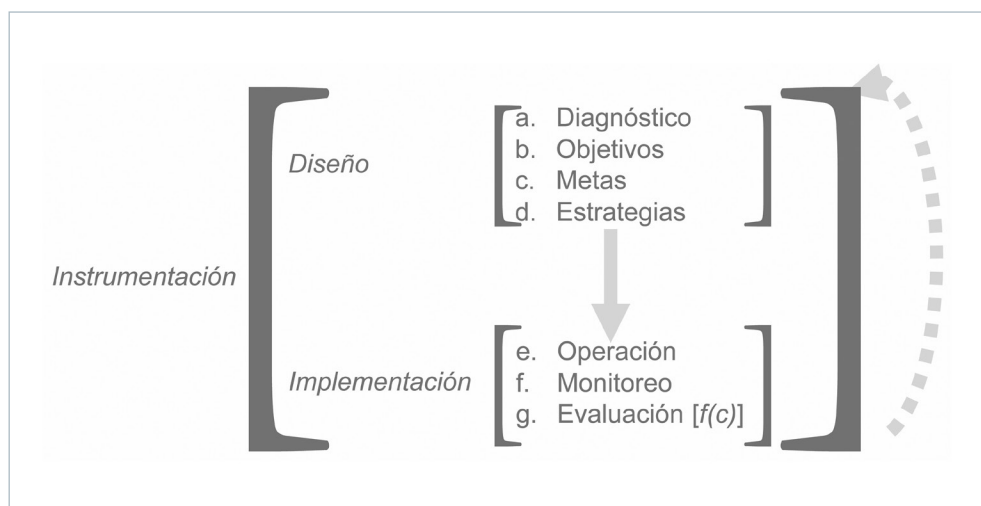 Diseño
a. Diagnóstico
b. Objetivos
c. Metas
d. Estrategias
Instrumentación
Implementación
e. Operación
f. Monitoreo
g. Evaluación [f(c)]